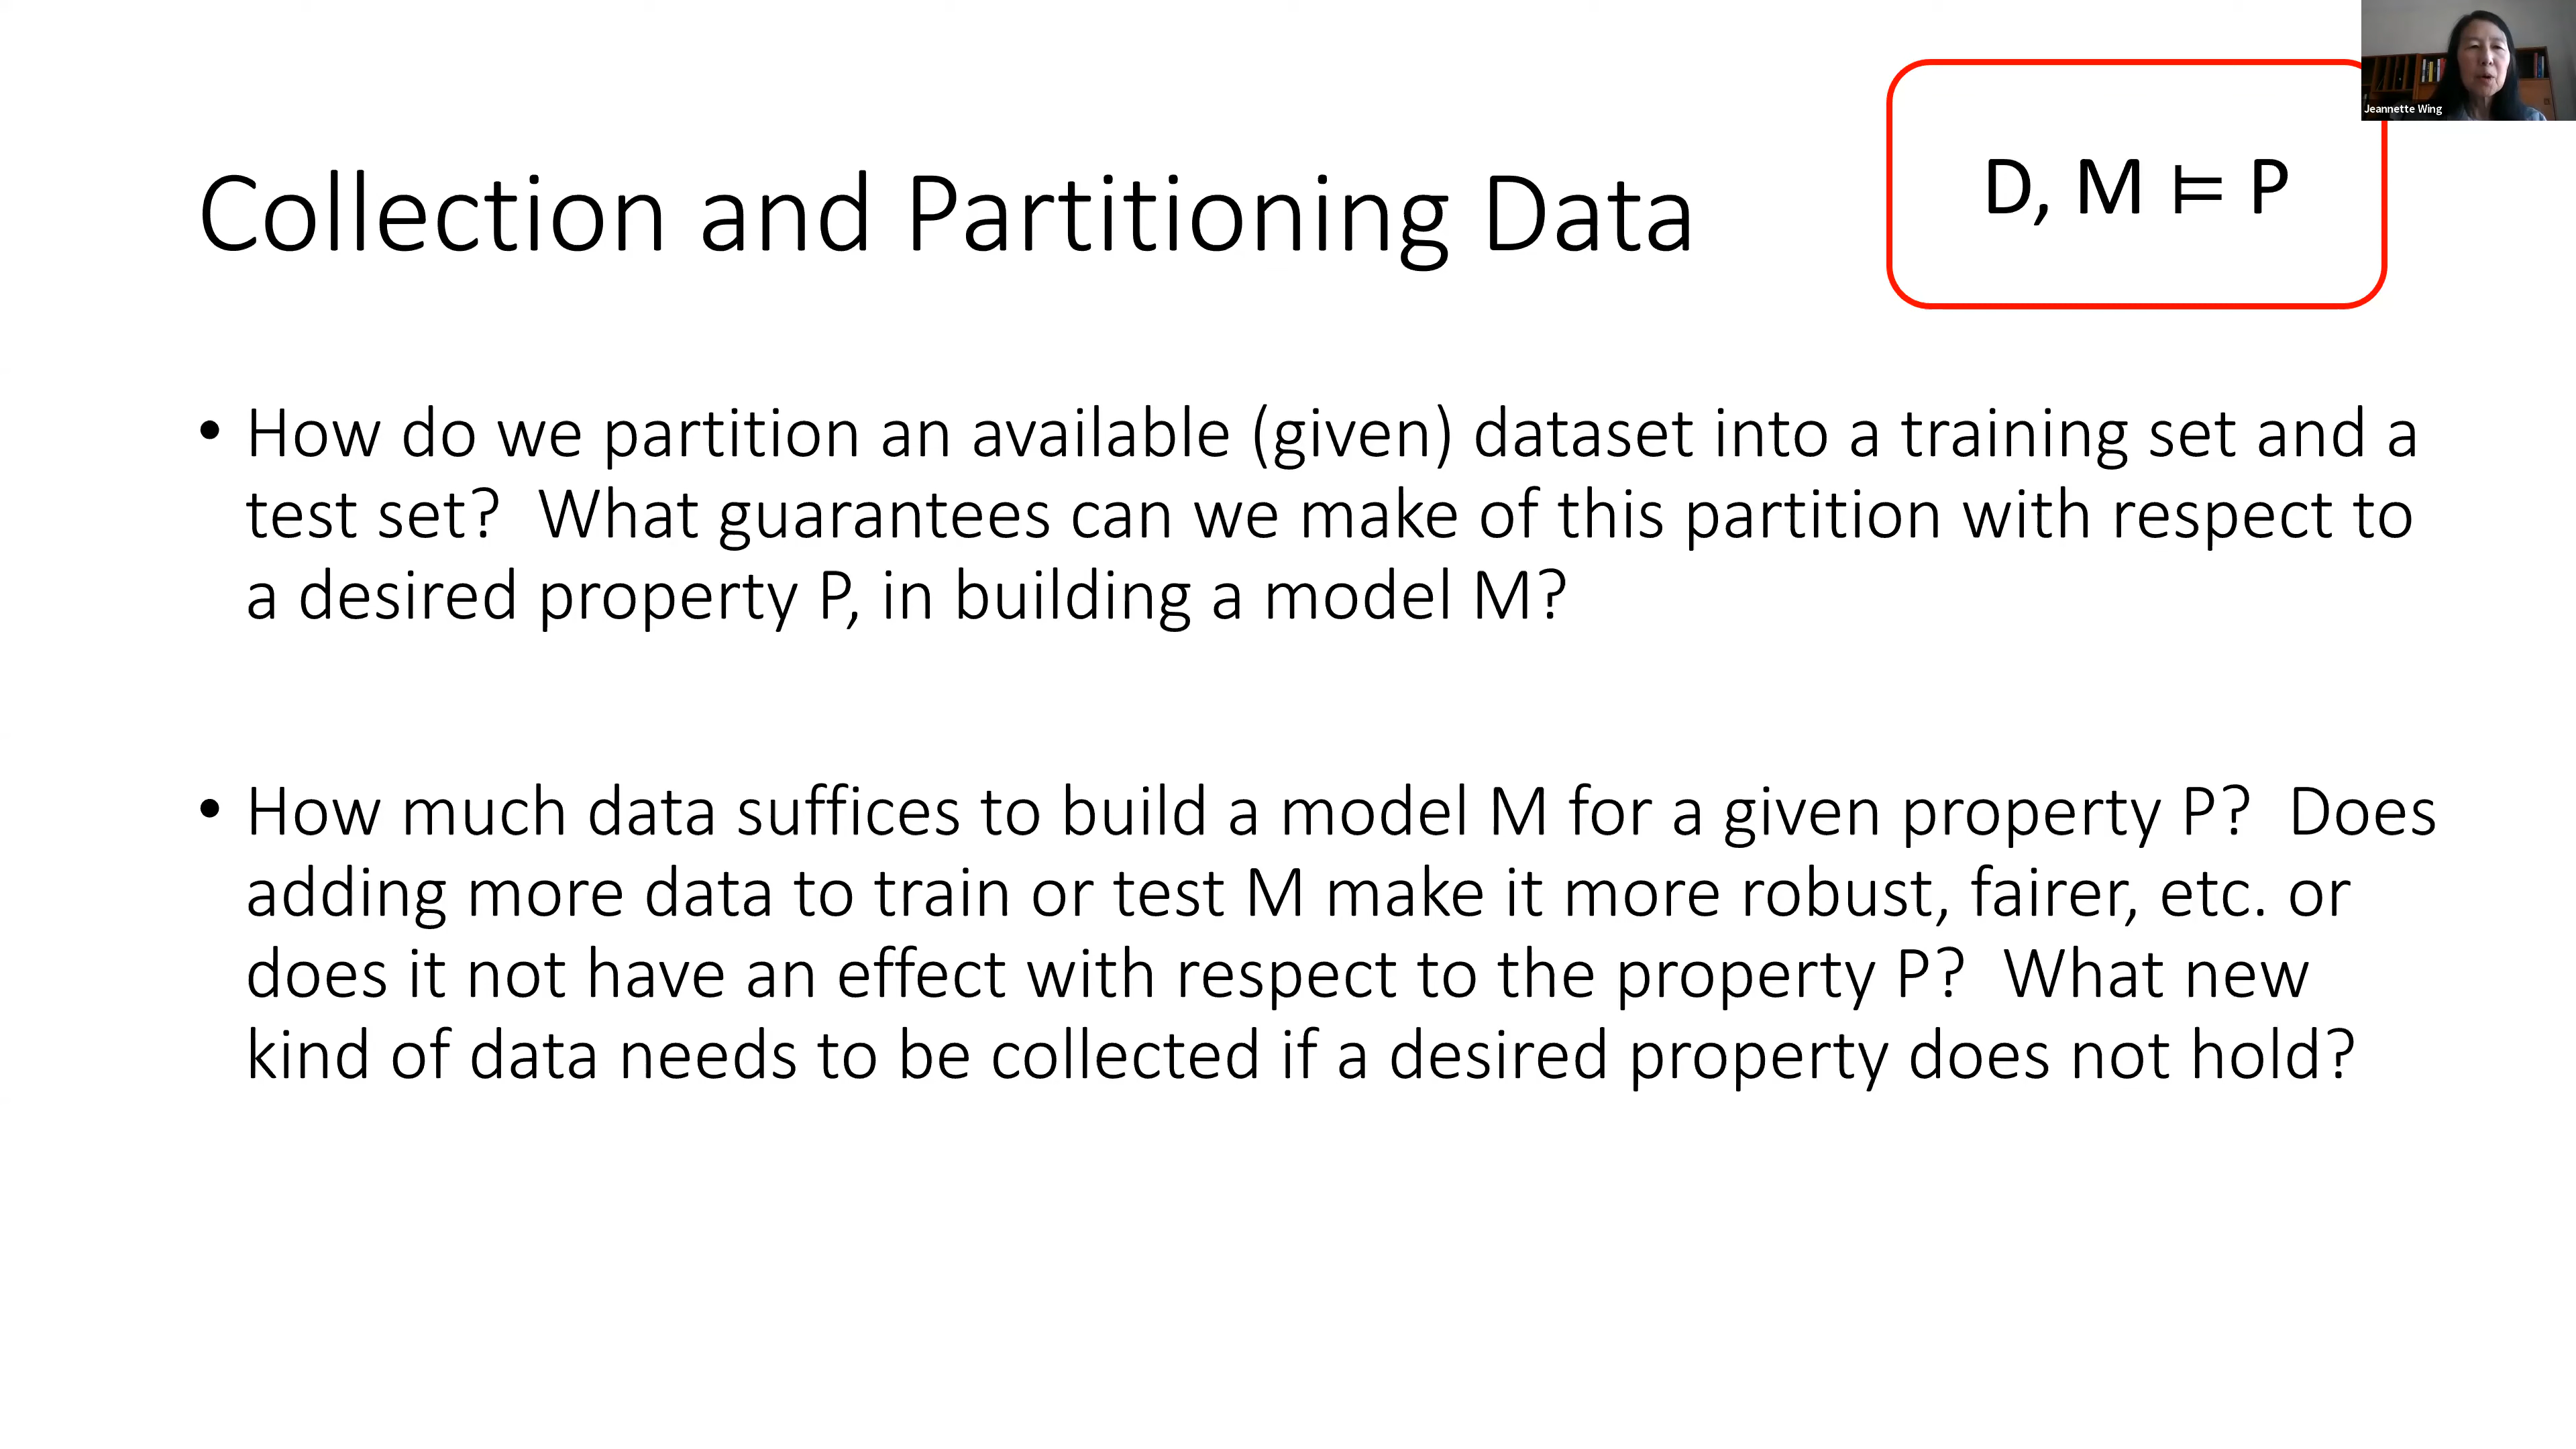 Jeannette Wing
D, M ⊨ P
Collection and Partitioning Data
• How do we partition an available (given) dataset into a training set and a
test set?  What guarantees can we make of this partition with respect to
a desired property P, in building a model M?
• How much data suffices to build a model M for a given property P?  Does
adding more data to train or test M make it more robust, fairer, etc. or
does it not have an effect with respect to the property P?  What new
kind of data needs to be collected if a desired property does not hold?